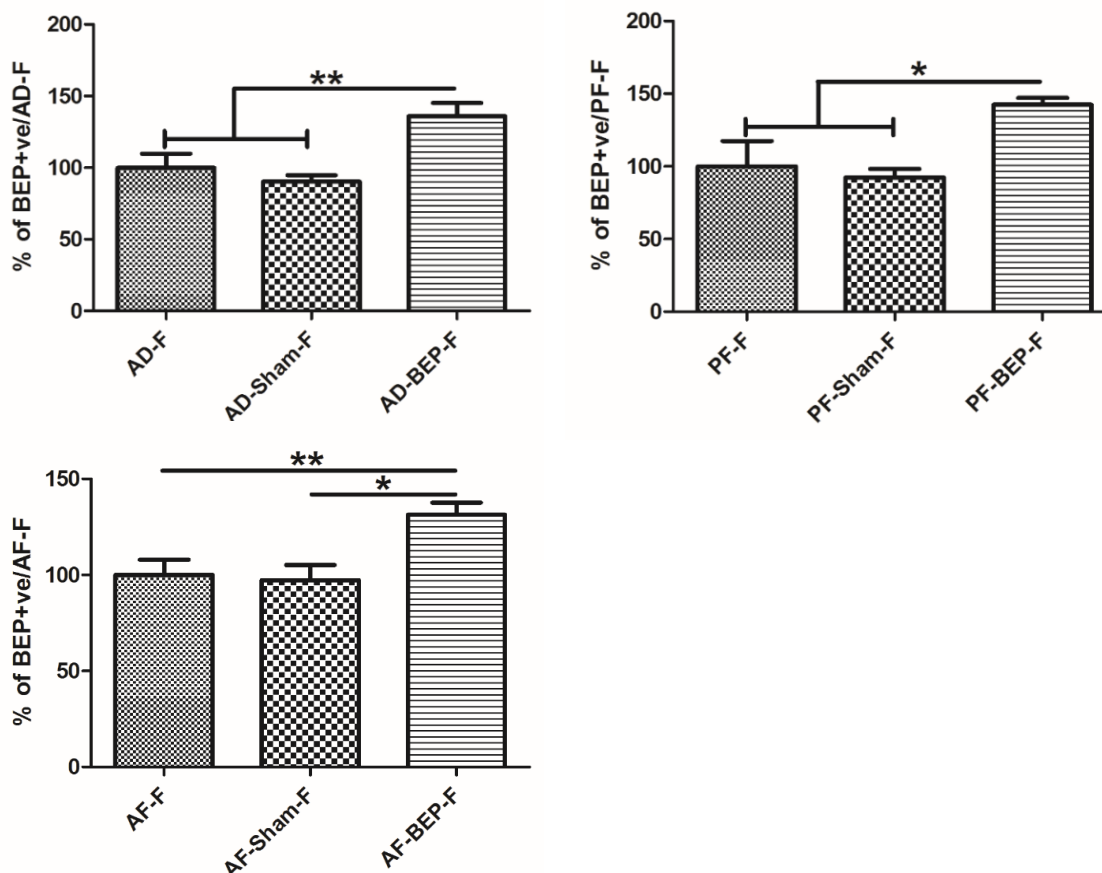 % of BEP+ve/AD-F
200
150
100
50
0
**
AD-F
AD-Sham-F
AD-BEP-F
% of BEP+ve/PF-F
200
150
100
50
0
*
PF-F
PF-Sham-F
PF-BEP-F
% of BEP+ve/AF-F
150
100
50
0
**
*
AF-F
AF-Sham-F
AF-BEP-F